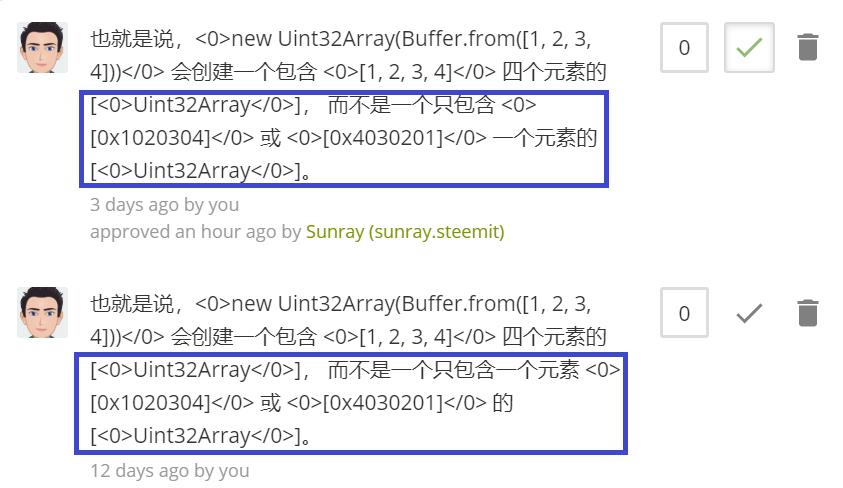 也就是说，<0>new Uint32Array(Buffer.from([1, 2, 3,
4]))</0> 会创建一个包含 <0>[1, 2, 3, 4]</0> 四个元素的
[<0>Uint32Array</0>]， 而不是一个只包含 <0>
[0x1020304]</0> 或 <0>[0x4030201]</0> 一个元素的
[<0>Uint32Array</0>]。
0
3 days ago by you
approved an hour ago by Sunray (sunray.steemit)
也就是说，<0>new Uint32Array(Buffer.from([1, 2, 3,
4]))</0> 会创建一个包含 <0>[1, 2, 3, 4]</0> 四个元素的
[<0>Uint32Array</0>]， 而不是一个只包含一个元素 <0>
[0x1020304]</0> 或 <0>[0x4030201]</0> 的
[<0>Uint32Array</0>]。
0
12 days ago by you